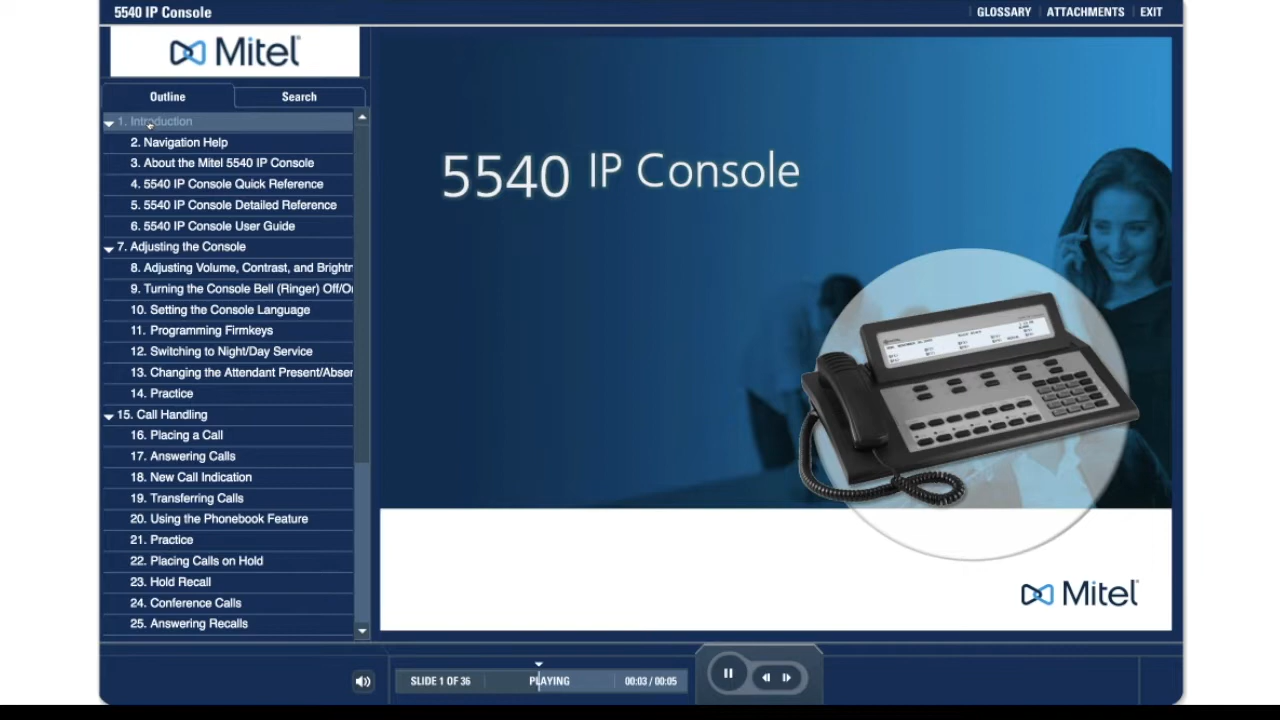 5540 IP Console
GLOSSARY
ATTACHMENTS
EXIT
Mitel
Outline
Search
1. Introduction
2. Navigation Help
3. About the Mitel 5540 IP Console
4. 5540 IP Console Quick Reference
5. 5540 IP Console Detailed Reference
6. 5540 IP Console User Guide
7. Adjusting the Console
8. Adjusting Volume, Contrast, and Brightn
9. Turning the Console Bell (Ringer) Off/O
10. Setting the Console Language
11. Programming Firmkeys
12. Switching to Night/Day Service
13. Changing the Attendant Present/Abser
14. Practice
15. Call Handling
16. Placing a Call
17. Answering Calls
18. New Call Indication
19. Transferring Calls
20. Using the Phonebook Feature
21. Practice
22. Placing Calls on Hold
23. Hold Recall
24. Conference Calls
25. Answering Recalls
5540 IP Console
Mitel
SLIDE 1 OF 36
PLAYING
00:03 / 00:05